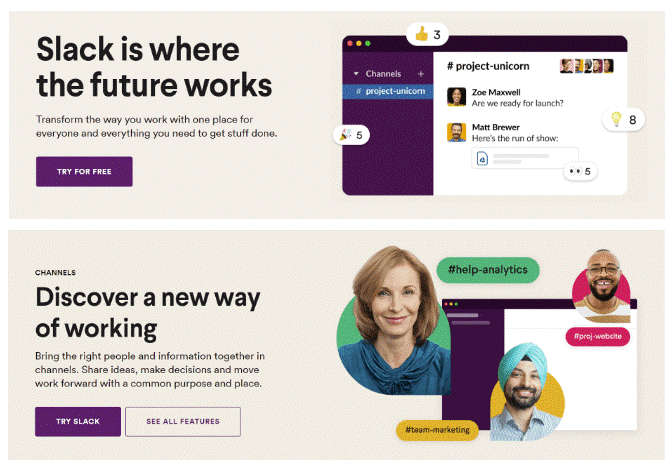 Slack is where
the future works
Transform the way you work with one place for
everyone and everything you need to get stuff done.
TRY FOR FREE
👍 3
Channels +
# project-unicorn
🎉 5
# project-unicorn
Zoe Maxwell
Are we ready for launch?
Matt Brewer
Here's the run of show:
💡 8
👀 5
CHANNELS
Discover a new way
of working
Bring the right people and information together in
channels. Share ideas, make decisions and move
work forward with a common purpose and place.
TRY SLACK
SEE ALL FEATURES
#help-analytics
#proj-website
#team-marketing